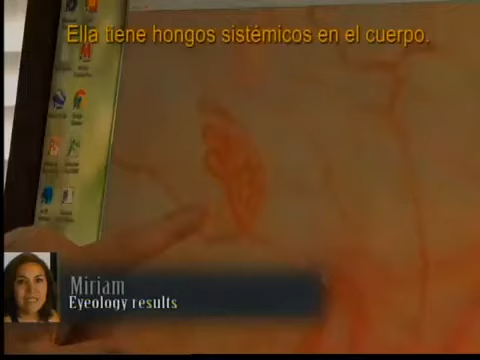 Ella tiene hongos sistémicos en el cuerpo.
Miriam
Eyeology results